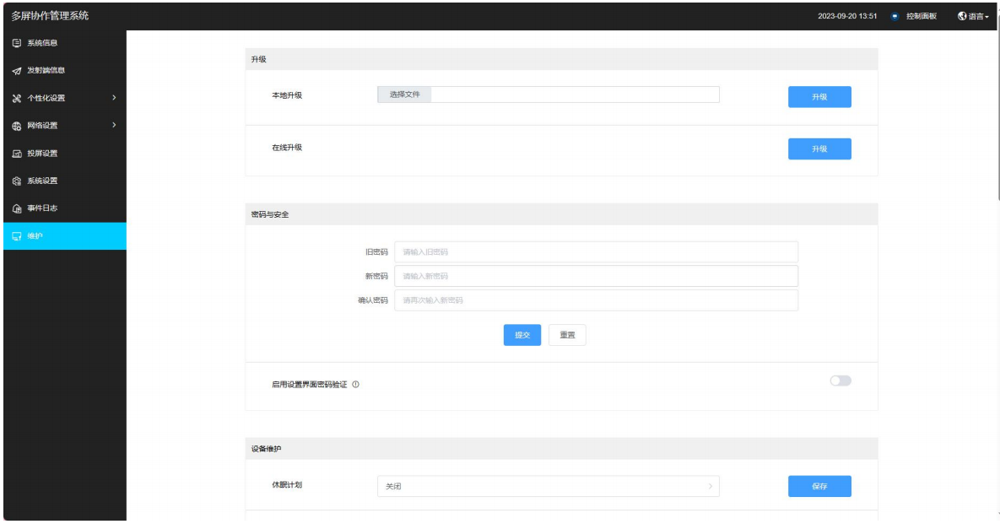 多屏协作管理系统
2023-09-20 13:51 控制面板 语言
系统信息
发射端信息
个性化设置
网络设置
投屏设置
系统设置
事件日志
维护
升级
本地升级 选择文件 升级
在线升级 升级
密码与安全
旧密码 请输入旧密码
新密码 请输入新密码
确认密码 请再次输入新密码
提交 重置
启用设置界面密码验证
设备维护
休眠计划 关闭 保存